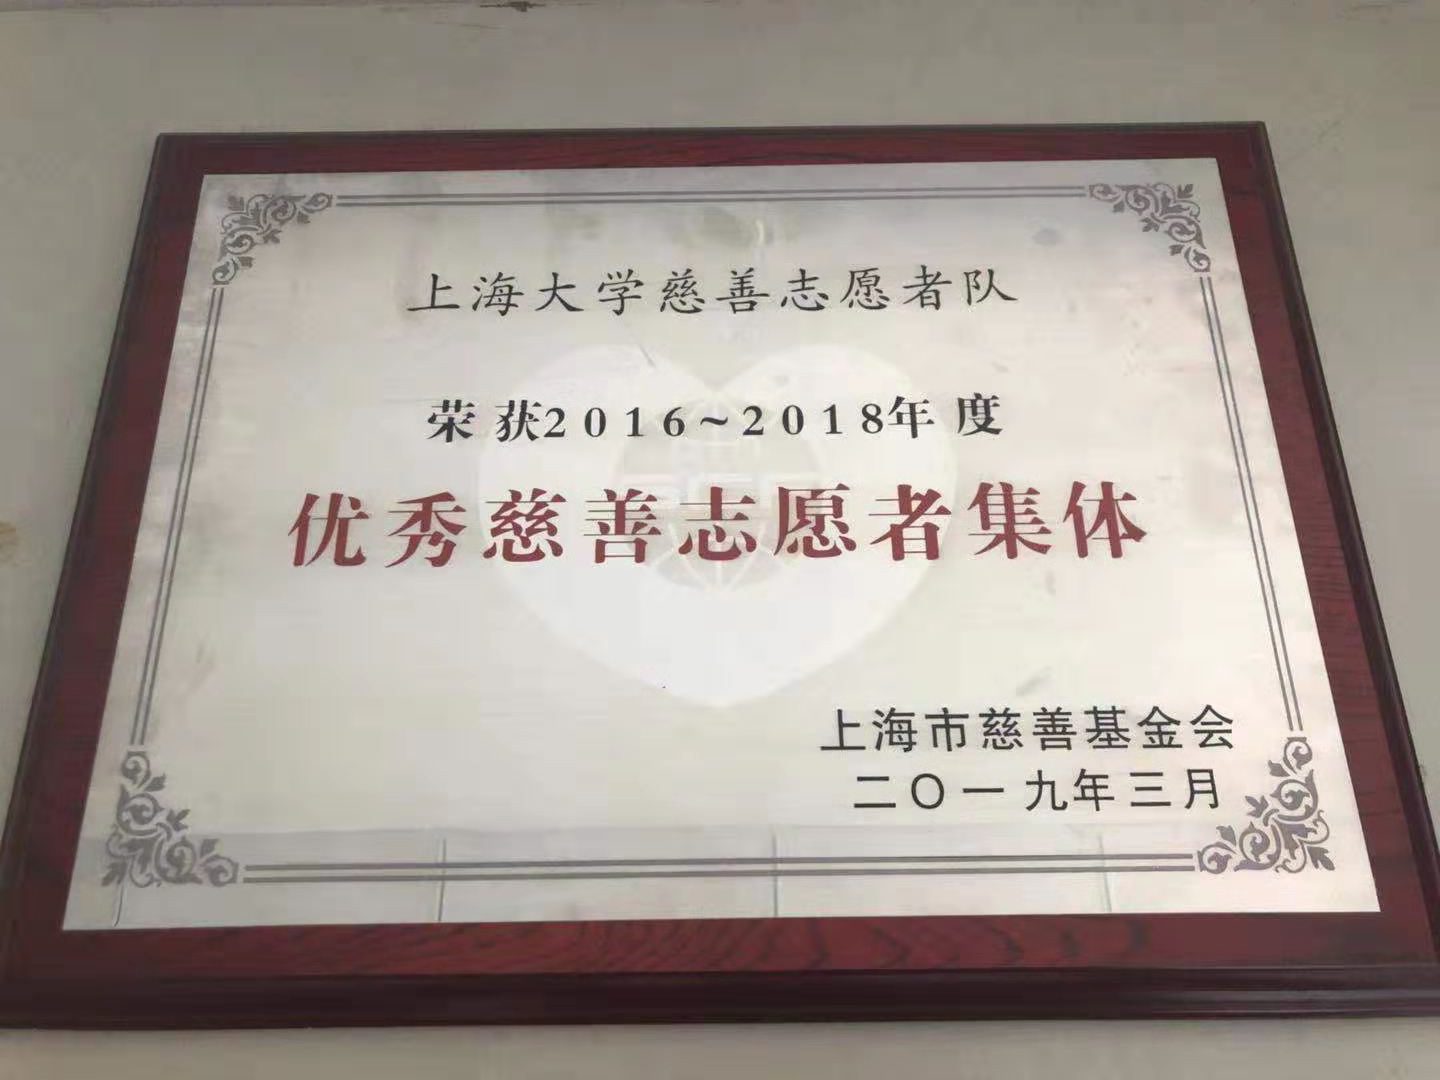 上海大学慈善志愿者队
荣获2016~2018年度
优秀慈善志愿者集体
上海市慈善基金会
二〇一九年三月